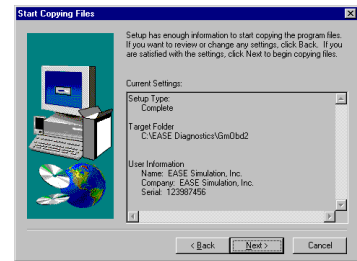 Start Copying Files
Setup has enough information to start copying the program files.
If you want to review or change any settings, click Back. If you
are satisfied with the settings, click Next to begin copying files.
Current Settings:
Setup Type:
Complete
Target Folder
C:\EASE Diagnostics\GmObd2
User Information
Name: EASE Simulation, Inc.
Company: EASE Simulation, Inc.
Serial: 123987456
< Back
Next >
Cancel